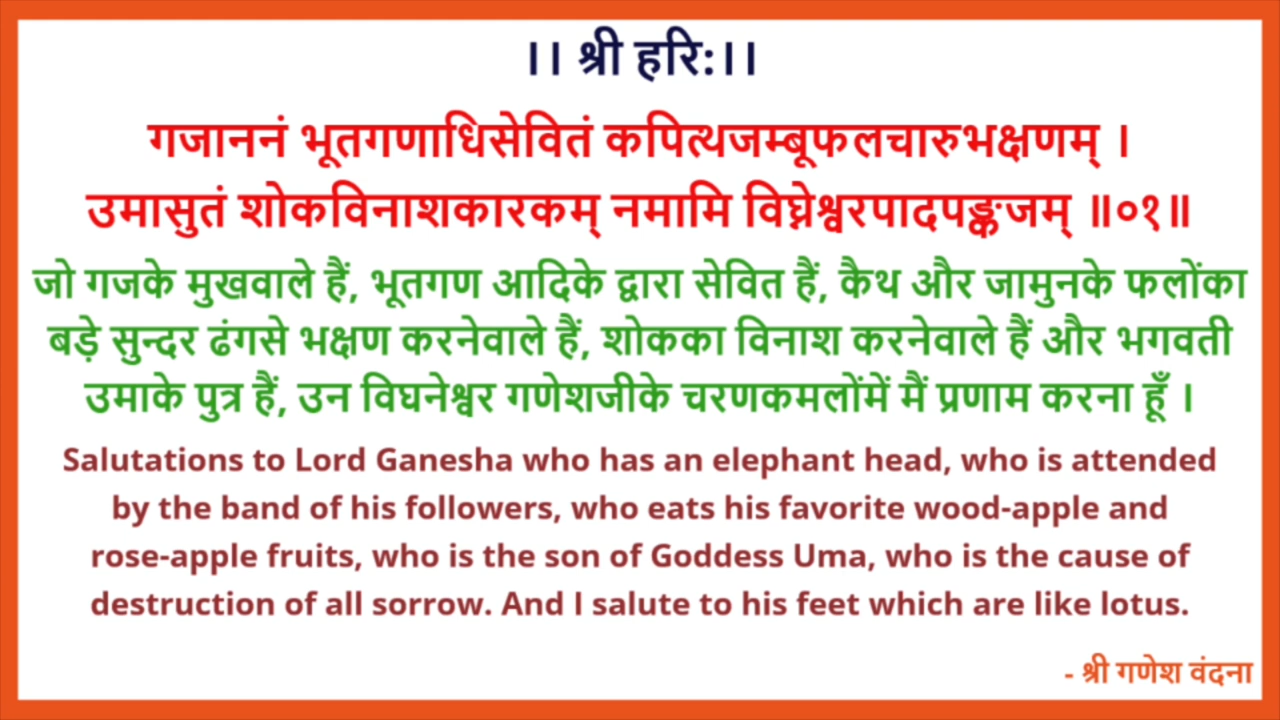 ।। श्री हरि:।।
गजाननं भूतगणाधिसेवितं कपित्थजम्बूफलचारुभक्षणम् ।
उमासुतं शोकविनाशकारकम् नमामि विघ्नेश्वरपादपङ्कजम् ॥०१॥
जो गजके मुखवाले हैं, भूतगण आदिके द्वारा सेवित हैं, कैथ और जामुनके फलोंका
बड़े सुन्दर ढंगसे भक्षण करनेवाले हैं, शोकका विनाश करनेवाले हैं और भगवती
उमाके पुत्र हैं, उन विघनेश्वर गणेशजीके चरणकमलोंमें मैं प्रणाम करना हूँ ।
Salutations to Lord Ganesha who has an elephant head, who is attended
by the band of his followers, who eats his favorite wood-apple and
rose-apple fruits, who is the son of Goddess Uma, who is the cause of
destruction of all sorrow. And I salute to his feet which are like lotus.
- श्री गणेश वंदना